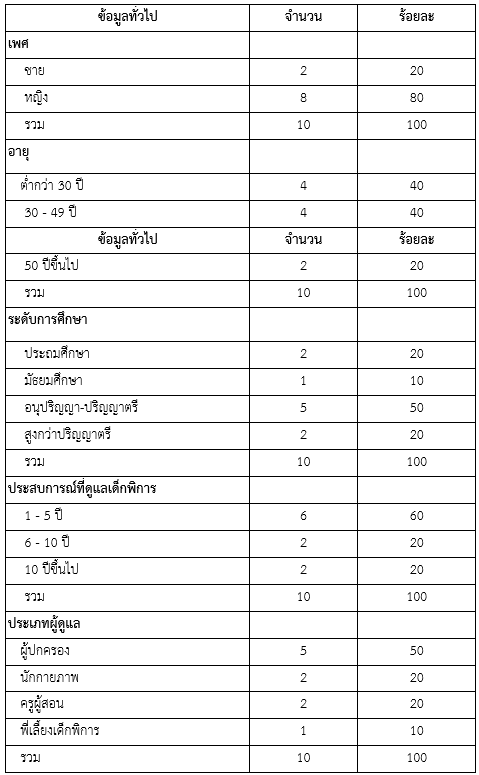 ข้อมูลทั่วไป จำนวน ร้อยละ
เพศ
ชาย 2 20
หญิง 8 80
รวม 10 100
อายุ
ต่ำกว่า 30 ปี 4 40
30 - 49 ปี 4 40
ข้อมูลทั่วไป จำนวน ร้อยละ
50 ปีขึ้นไป 2 20
รวม 10 100
ระดับการศึกษา
ประถมศึกษา 2 20
มัธยมศึกษา 1 10
อนุปริญญา-ปริญญาตรี 5 50
สูงกว่าปริญญาตรี 2 20
รวม 10 100
ประสบการณ์ที่ดูแลเด็กพิการ
1 - 5 ปี 6 60
6 - 10 ปี 2 20
10 ปีขึ้นไป 2 20
รวม 10 100
ประเภทผู้ดูแล
ผู้ปกครอง 5 50
นักกายภาพ 2 20
ครูผู้สอน 2 20
พี่เลี้ยงเด็กพิการ 1 10
รวม 10 100